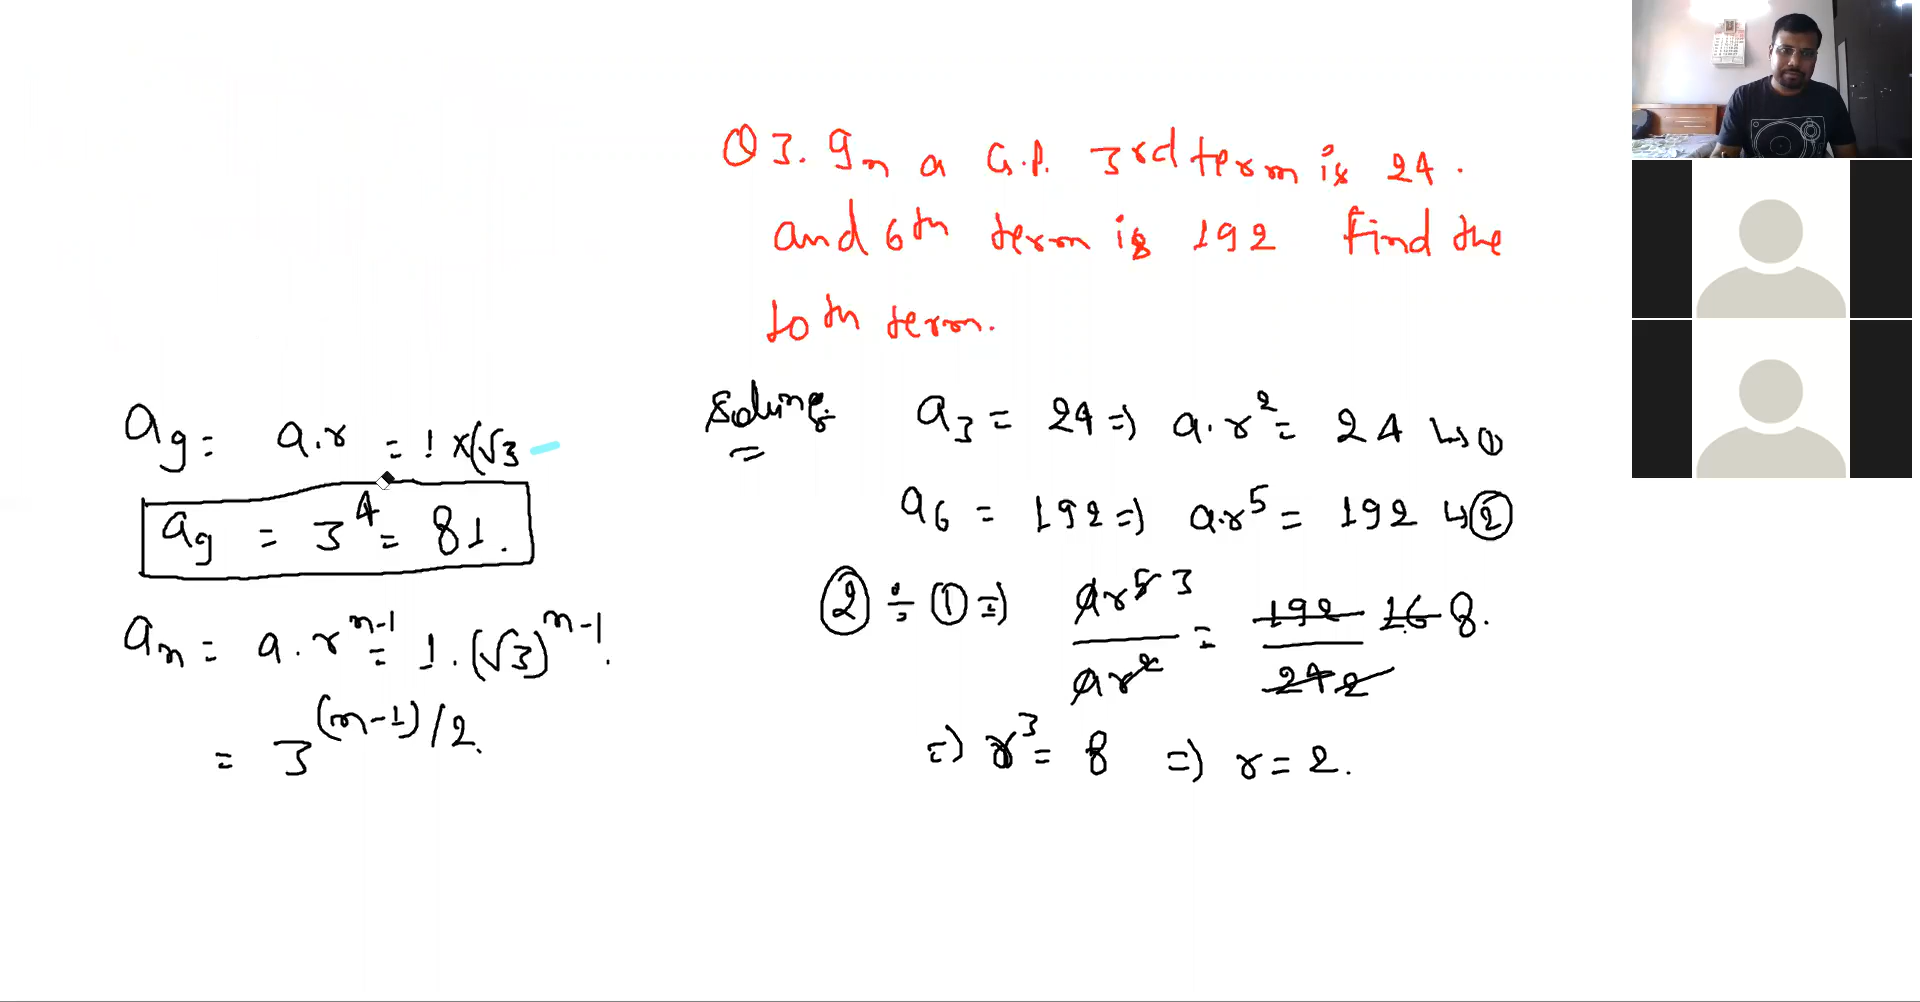 Q3. In a G.P. 3rd term is 24.
and 6th term is 192 Find the
10th term.
a₉ = a.r = 1 ×(√3
a₉ = 3⁴ = 81.
aₙ = a.rⁿ⁻¹ = 1.(√3)ⁿ⁻¹.
= 3^(n-1)/2.
a₃ = 24 => a.r² = 24 ↳ ①
a₆ = 192 => a.r⁵ = 192 ↳ ②
② ÷ ① => ar⁵ 3 / ar² = 192 16 8. / 24 2
=> r³ = 8 => r = 2.